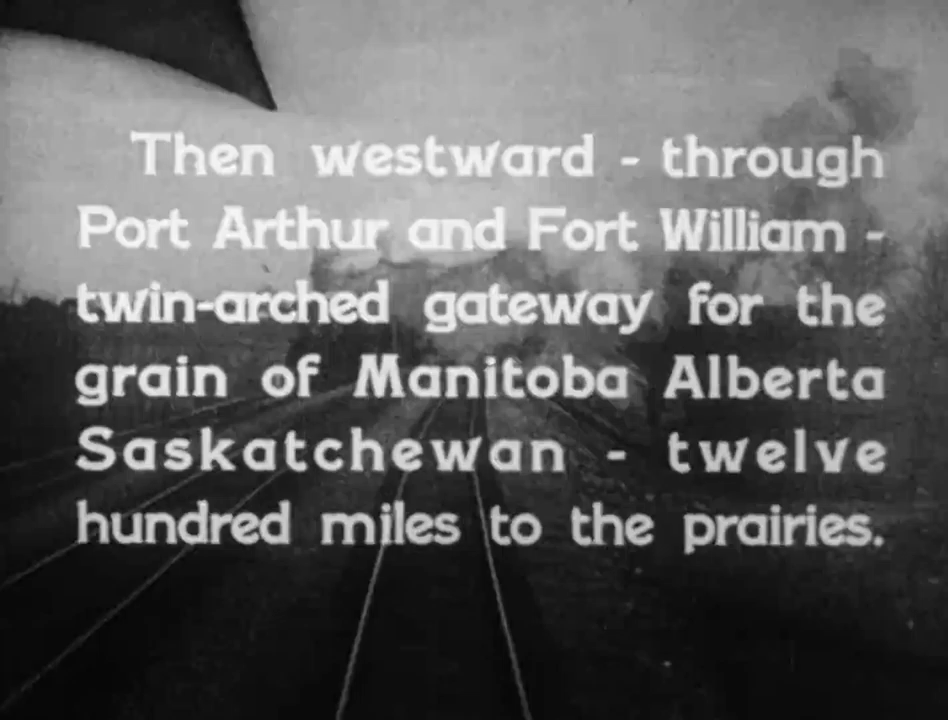 Then westward - through
Port Arthur and Fort William -
twin-arched gateway for the
grain of Manitoba Alberta
Saskatchewan - twelve
hundred miles to the prairies.